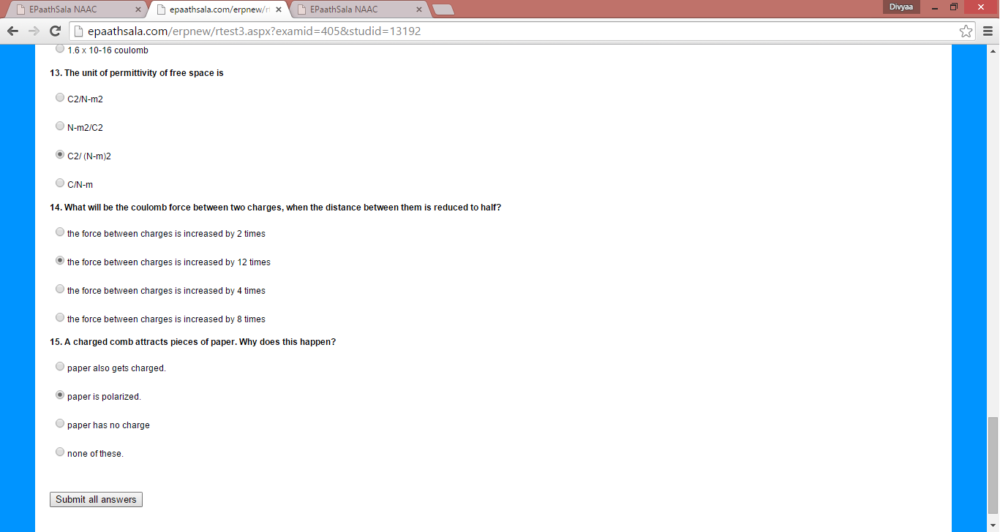 EPaathSala NAAC
epaathsala.com/erpnew/rt
EPaathSala NAAC
Divyaa
epaathsala.com/erpnew/rtest3.aspx?examid=405&studid=13192
1.6 x 10-16 coulomb
13. The unit of permittivity of free space is
C2/N-m2
N-m2/C2
C2/ (N-m)2
C/N-m
14. What will be the coulomb force between two charges, when the distance between them is reduced to half?
the force between charges is increased by 2 times
the force between charges is increased by 12 times
the force between charges is increased by 4 times
the force between charges is increased by 8 times
15. A charged comb attracts pieces of paper. Why does this happen?
paper also gets charged.
paper is polarized.
paper has no charge
none of these.
Submit all answers